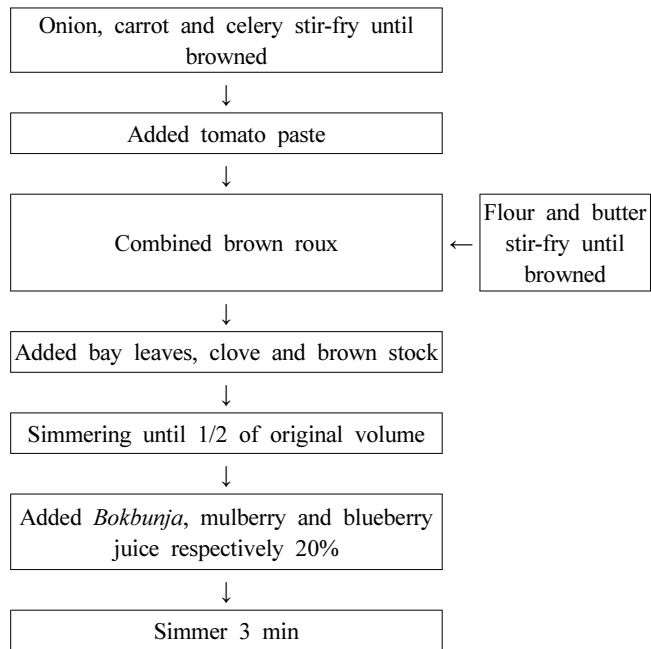 Onion, carrot and celery stir-fry until
browned
↓
Added tomato paste
↓
Combined brown roux
←
Flour and butter
stir-fry until
browned
↓
Added bay leaves, clove and brown stock
↓
Simmering until 1/2 of original volume
↓
Added Bokbunja, mulberry and blueberry
juice respectively 20%
↓
Simmer 3 min